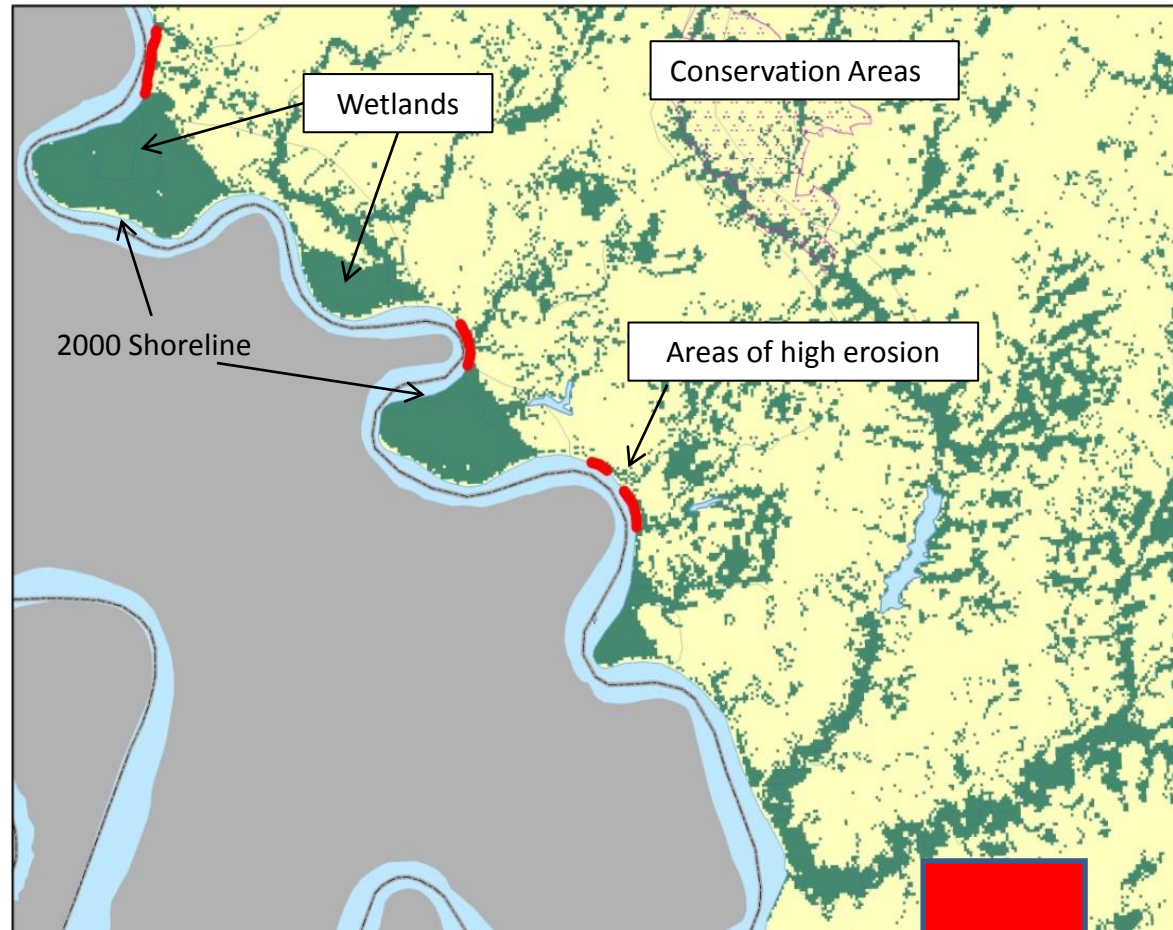 Conservation Areas
Wetlands
2000 Shoreline
Areas of high erosion